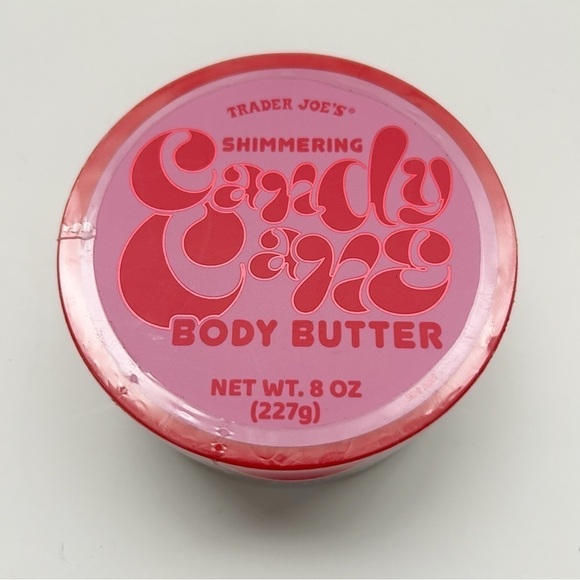 TRADER JOE'S®
SHIMMERING
Candy
Cane
BODY BUTTER
NET WT. 8 OZ
(227g)